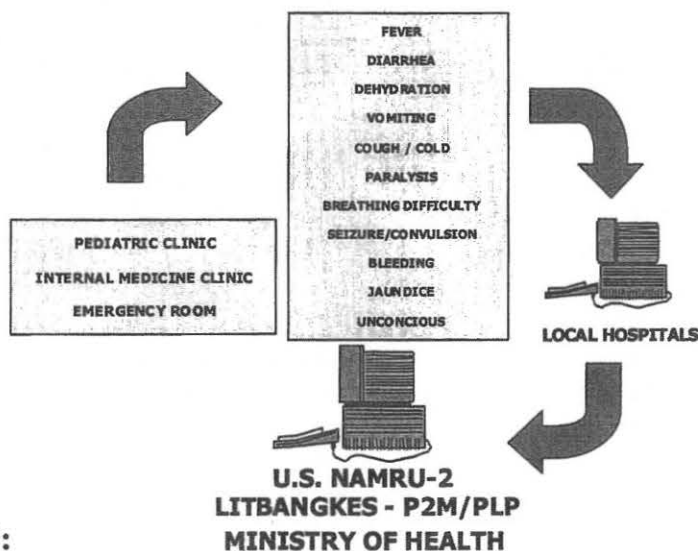 FEVER
DIARRHEA
DEHYDRATION
VOMITING
COUGH / COLD
PARALYSIS
BREATHING DIFFICULTY
SEIZURE/CONVULSION
BLEEDING
JAUNDICE
UNCONCIOUS
PEDIATRIC CLINIC
INTERNAL MEDICINE CLINIC
EMERGENCY ROOM
LOCAL HOSPITALS
U.S. NAMRU-2
LITBANGKES - P2M/PLP
: MINISTRY OF HEALTH